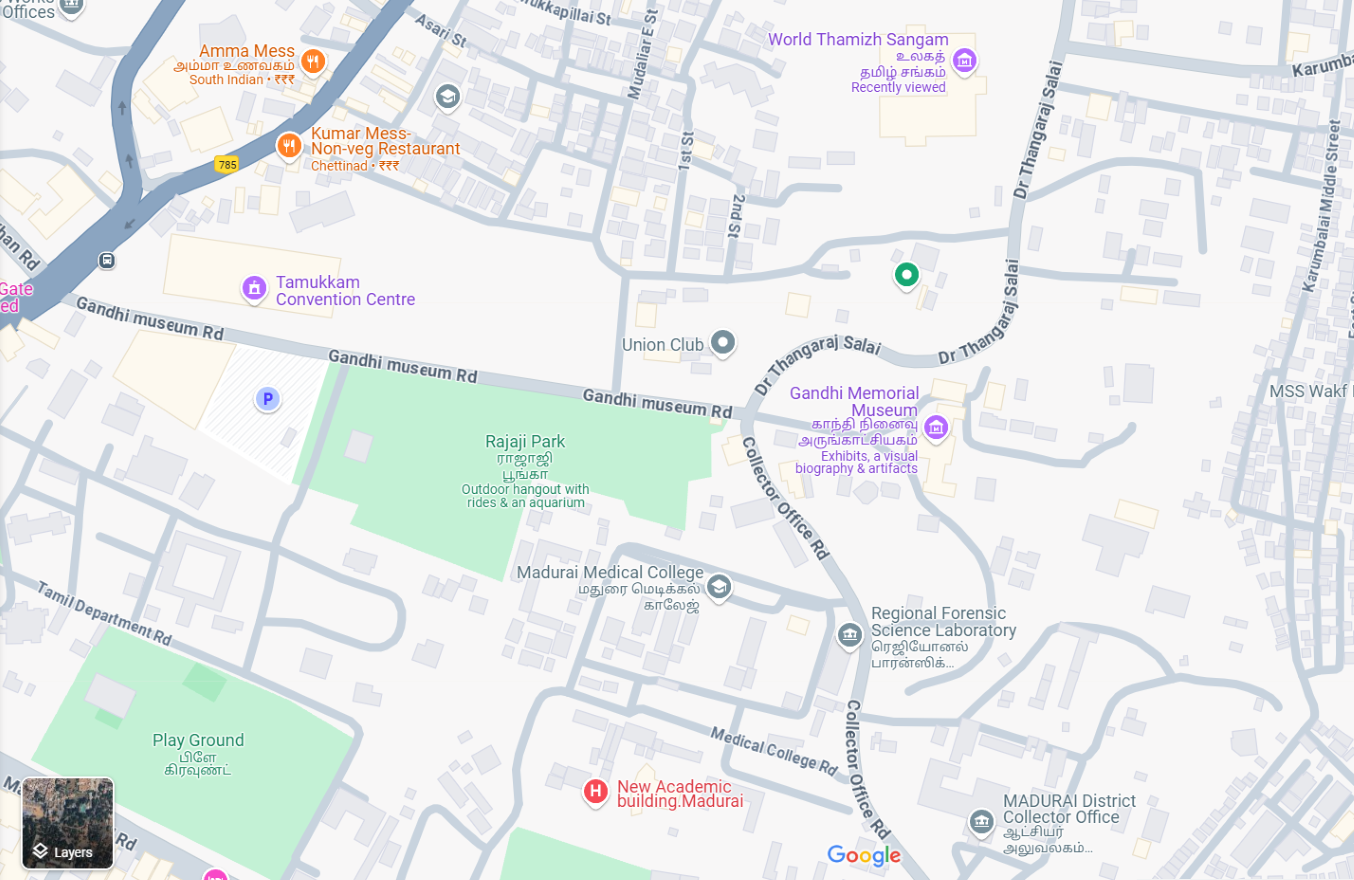 Offices
Asari St
Mudaliar E St
Amma Mess
அம்மா உணவகம்
South Indian • ₹₹₹
World Thamizh Sangam
உலகத்
தமிழ் சங்கம்
Recently viewed
Kumar Mess-
Non-veg Restaurant
Chettinad • ₹₹₹
785
1st St
2nd St
Dr Thangaraj Salai
Karumbalai Middle Street
Tamukkam
Convention Centre
Gate
Gandhi museum Rd
Gandhi museum Rd
Gandhi museum Rd
Union Club
Dr Thangaraj Salai
Dr Thangaraj Salai
P
Gandhi Memorial
Museum
காந்தி நினைவு
அருங்காட்சியகம்
Exhibits, a visual
biography & artifacts
MSS Wakf
Rajaji Park
ராஜாஜி
பூங்கா
Outdoor hangout with
rides & an aquarium
Collector Office Rd
Madurai Medical College
மதுரை மெடிக்கல்
காலேஜ்
Regional Forensic
Science Laboratory
ரெஜியோனல்
பாரன்ஸிக்...
Tamil Department Rd
Play Ground
பிளே
கிரவுண்ட்
Medical College Rd
Collector Office Rd
H
New Academic
building.Madurai
MADURAI District
Collector Office
ஆட்சியர்
அலுவலகம்...
Rd
Layers
Google